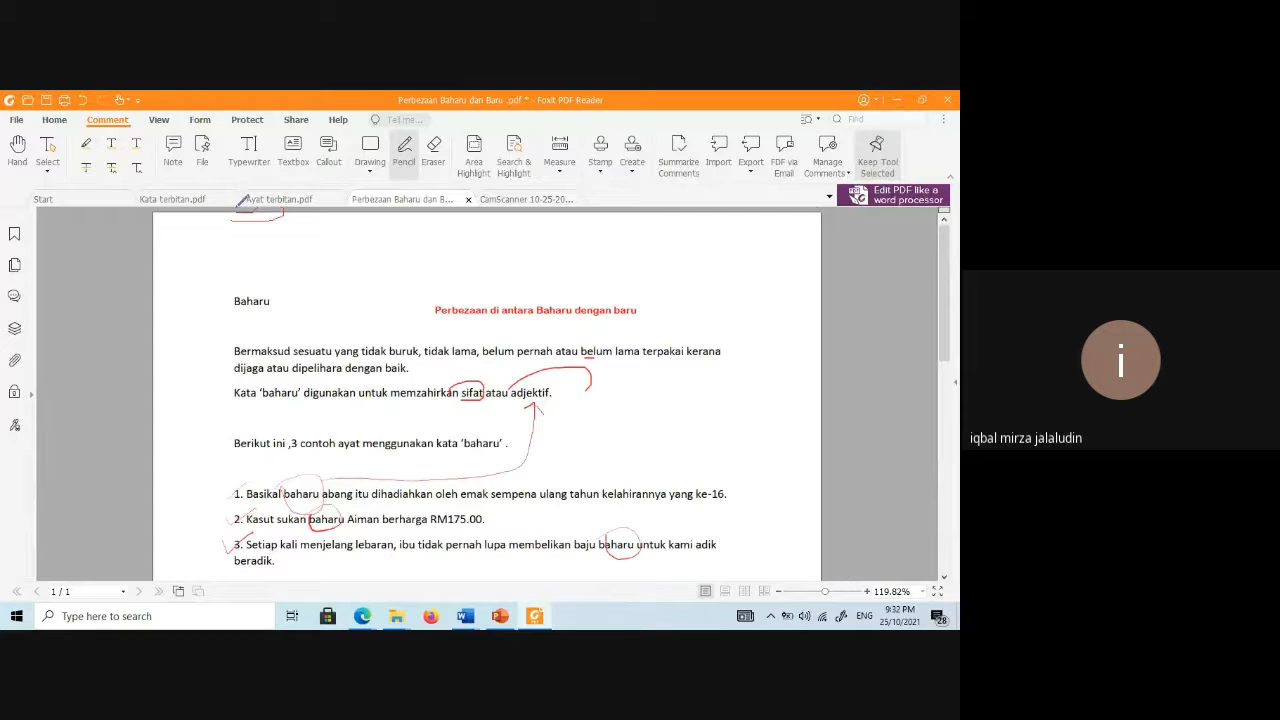 Perbezaan Baharu dan Baru .pdf * - Foxit PDF Reader
File Home Comment View Form Protect Share Help Tell me... Find
Hand Select Note File Typewriter Textbox Callout Drawing Pencil Eraser Area Highlight Search & Highlight Measure Stamp Create Summarize Comments Import Export FDF via Email Manage Comments Keep Tool Selected
Start Kata terbitan.pdf Ayat terbitan.pdf Perbezaan Baharu dan B... CamScanner 10-25-20... Edit PDF like a word processor
Baharu
Perbezaan di antara Baharu dengan baru
Bermaksud sesuatu yang tidak buruk, tidak lama, belum pernah atau belum lama terpakai kerana
dijaga atau dipelihara dengan baik.
Kata ‘baharu’ digunakan untuk memzahirkan sifat atau adjektif.
iqbal mirza jalaludin
Berikut ini ,3 contoh ayat menggunakan kata ‘baharu’ .
1. Basikal baharu abang itu dihadiahkan oleh emak sempena ulang tahun kelahirannya yang ke-16.
2. Kasut sukan baharu Aiman berharga RM175.00.
3. Setiap kali menjelang lebaran, ibu tidak pernah lupa membelikan baju baharu untuk kami adik
beradik.
1 / 1 119.82%
Type here to search ENG 9:32 PM
25/10/2021 28
i